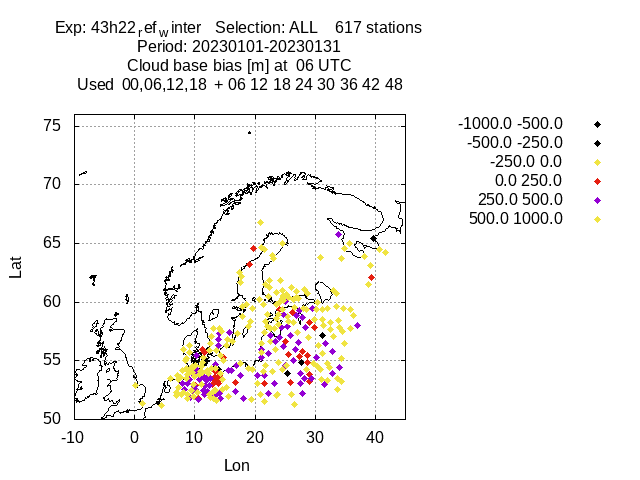 Exp: 43h22ref winter Selection: ALL 617 stations
Period: 20230101-20230131
Cloud base bias [m] at 06 UTC
Used 00,06,12,18 + 06 12 18 24 30 36 42 48
-1000.0 -500.0
-500.0 -250.0
-250.0 0.0
0.0 250.0
250.0 500.0
500.0 1000.0
75
70
65
60
55
50
Lat
-10 0 10 20 30 40
Lon